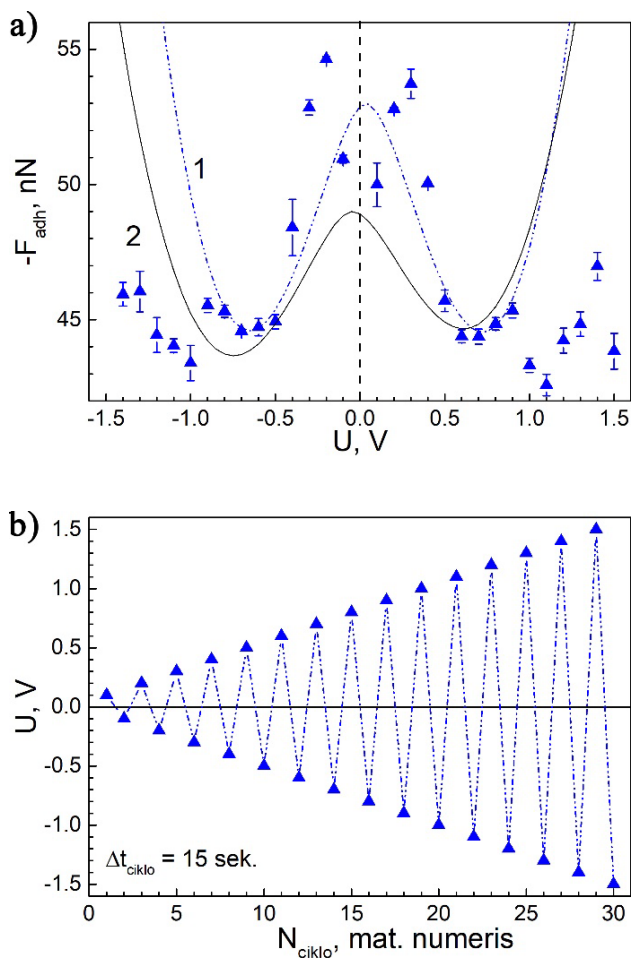 a)
55
50
45
-F_adh, nN
1
2
-1.5 -1.0 -0.5 0.0 0.5 1.0 1.5
U, V
b)
1.5
1.0
0.5
0.0
-0.5
-1.0
-1.5
U, V
Δt_ciklo = 15 sek.
0 5 10 15 20 25 30
N_ciklo, mat. numeris